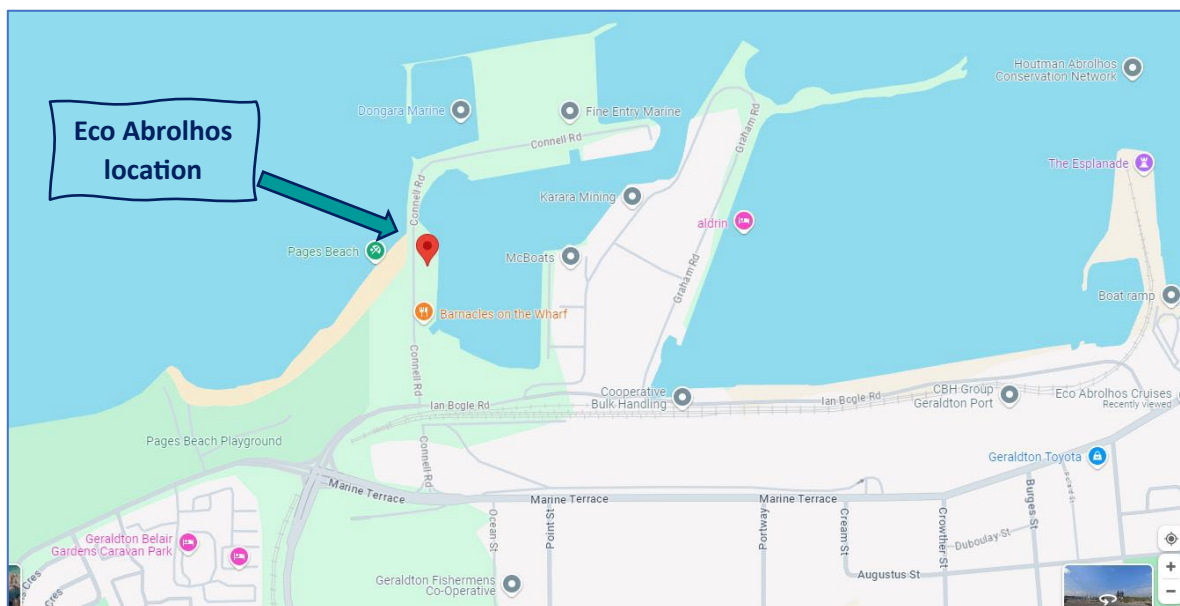 Houtman Abrolhos
Conservation Network
Eco Abrolhos
location
Dongara Marine
Fine Entry Marine
Connell Rd
Graham Rd
The Esplanade
Connell Rd
Karara Mining
aldrin
Pages Beach
McBoats
Graham Rd
Boat ramp
Barnacles on the Wharf
Connell Rd
Cooperative
Bulk Handling
CBH Group
Geraldton Port
Eco Abrolhos Cruises
Recently viewed
Ian Bogle Rd
Ian Bogle Rd
Pages Beach Playground
Connell Rd
Geraldton Toyota
Marine Terrace
Marine Terrace
Marine Terrace
Ocean St
Point St
Portway
Cream St
Crowther St
Burges St
Duboulay St
Geraldton Belair
Gardens Caravan Park
Augustus St
Geraldton Fishermens
Co-Operative
Cres
Cres